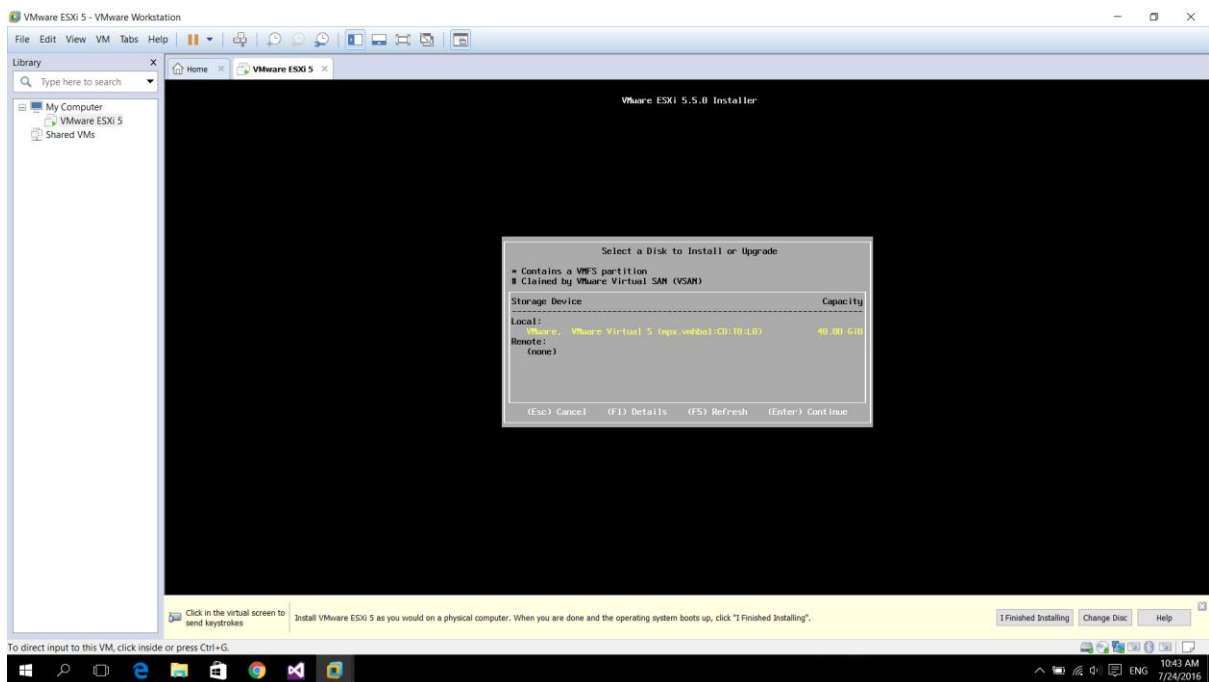 VMware ESXi 5 - VMware Workstation
File Edit View VM Tabs Help
Library X
Home × VMware ESXi 5 ×
Type here to search
My Computer
VMware ESXi 5
Shared VMs
VMware ESXi 5.5.0 Installer
Select a Disk to Install or Upgrade
* Contains a VMFS partition
# Claimed by VMware Virtual SAN (VSAN)
Storage Device Capacity
Local:
VMware, VMware Virtual S (mpx.vmhba1:C0:T0:L0) 40.00 GiB
Remote:
(none)
(Esc) Cancel (F1) Details (F5) Refresh (Enter) Continue
Click in the virtual screen to
send keystrokes
Install VMware ESXi 5 as you would on a physical computer. When you are done and the operating system boots up, click "I Finished Installing".
I Finished Installing Change Disc Help
To direct input to this VM, click inside or press Ctrl+G.
ENG 10:43 AM
7/24/2016